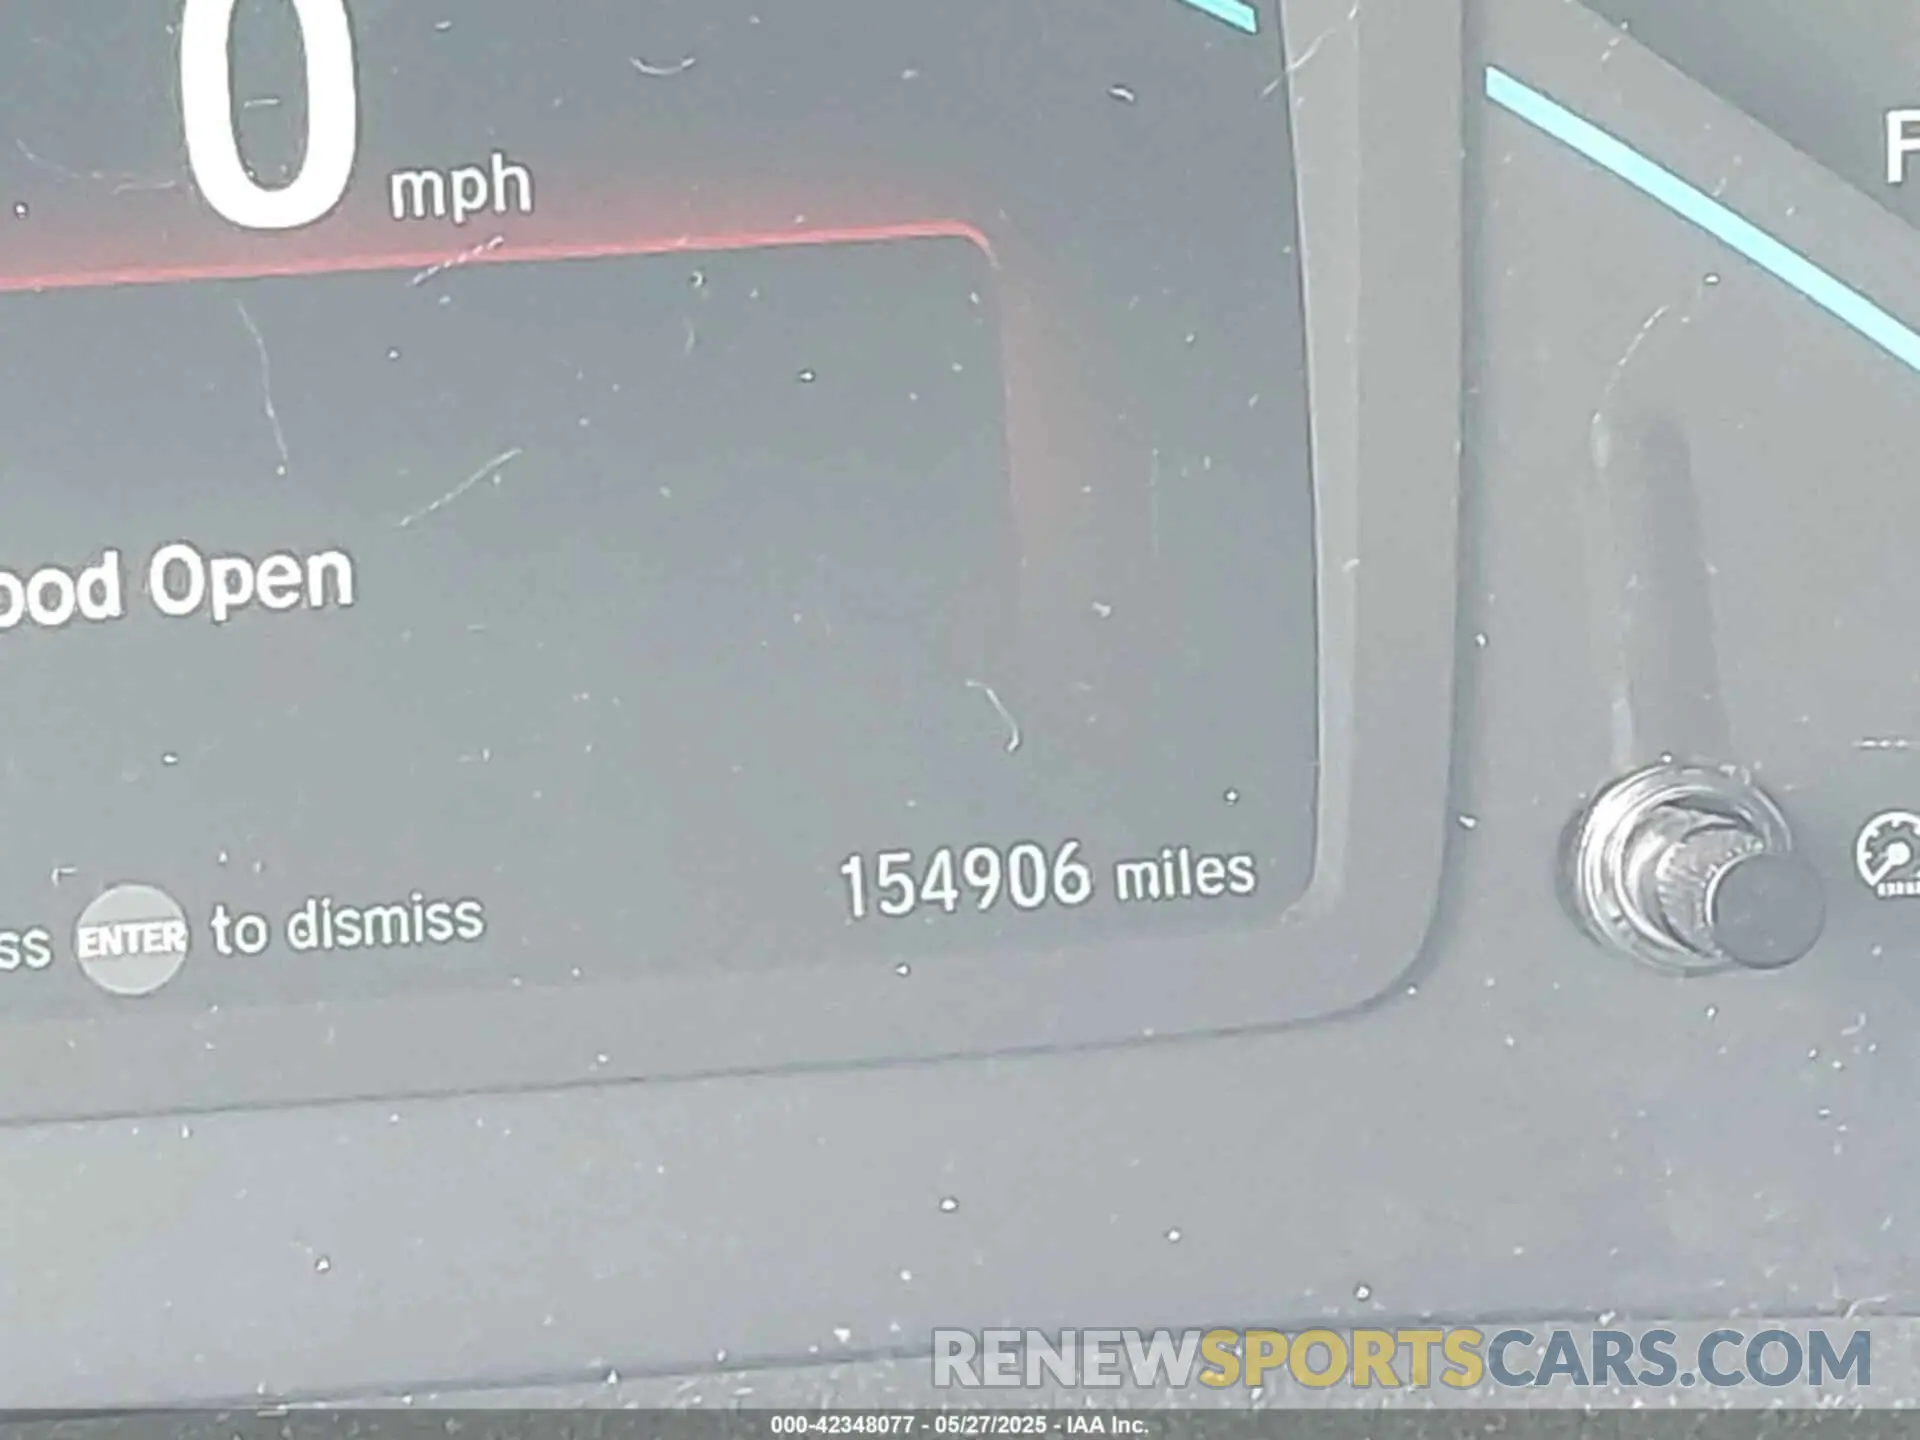 0 mph
F
ood Open
ss ENTER to dismiss
154906 miles
RENEWSPORTSCARS.COM
000-42348077 - 05/27/2025 - IAA Inc.